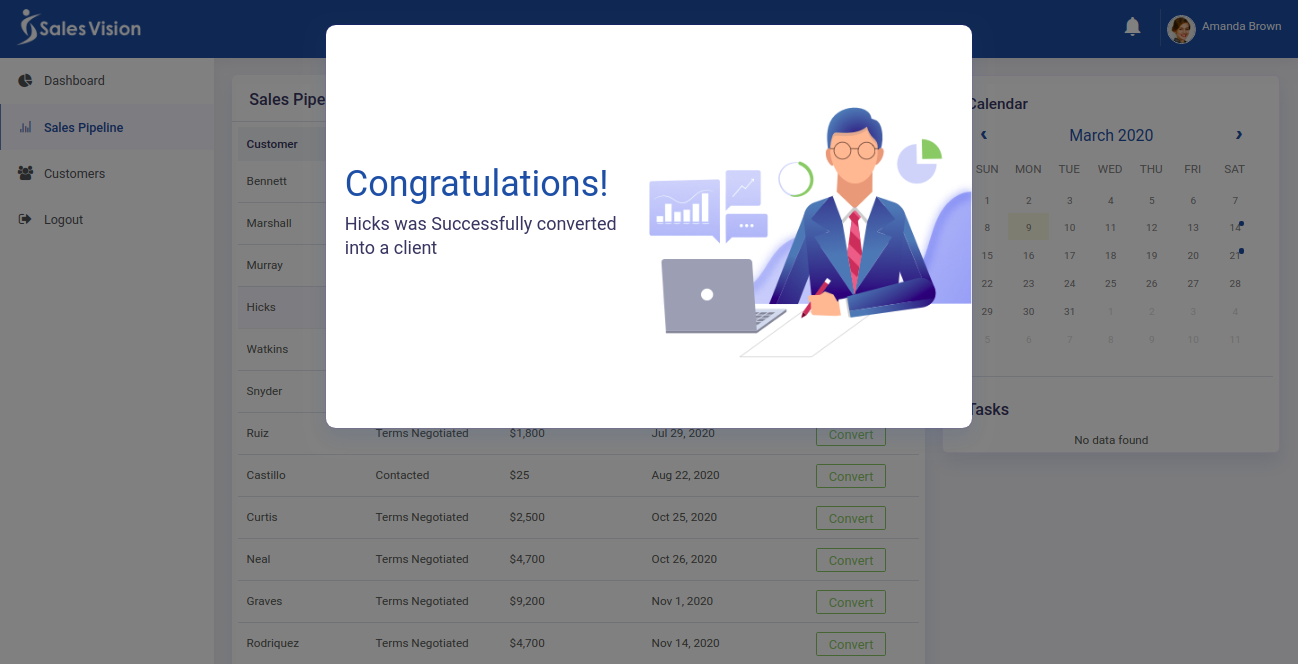 Sales Vision
Amanda Brown
Dashboard
Sales Pipeline
Customers
Logout
Sales Pipe
Customer
Bennett
Marshall
Murray
Hicks
Watkins
Snyder
Ruiz Terms Negotiated $1,800 Jul 29, 2020 Convert
Castillo Contacted $25 Aug 22, 2020 Convert
Curtis Terms Negotiated $2,500 Oct 25, 2020 Convert
Neal Terms Negotiated $4,700 Oct 26, 2020 Convert
Graves Terms Negotiated $9,200 Nov 1, 2020 Convert
Rodriquez Terms Negotiated $4,700 Nov 14, 2020 Convert
Congratulations!
Hicks was Successfully converted
into a client
Calendar
‹ March 2020 ›
SUN MON TUE WED THU FRI SAT
1 2 3 4 5 6 7
8 9 10 11 12 13 14
15 16 17 18 19 20 21
22 23 24 25 26 27 28
29 30 31 1 2 3 4
5 6 7 8 9 10 11
Tasks
No data found